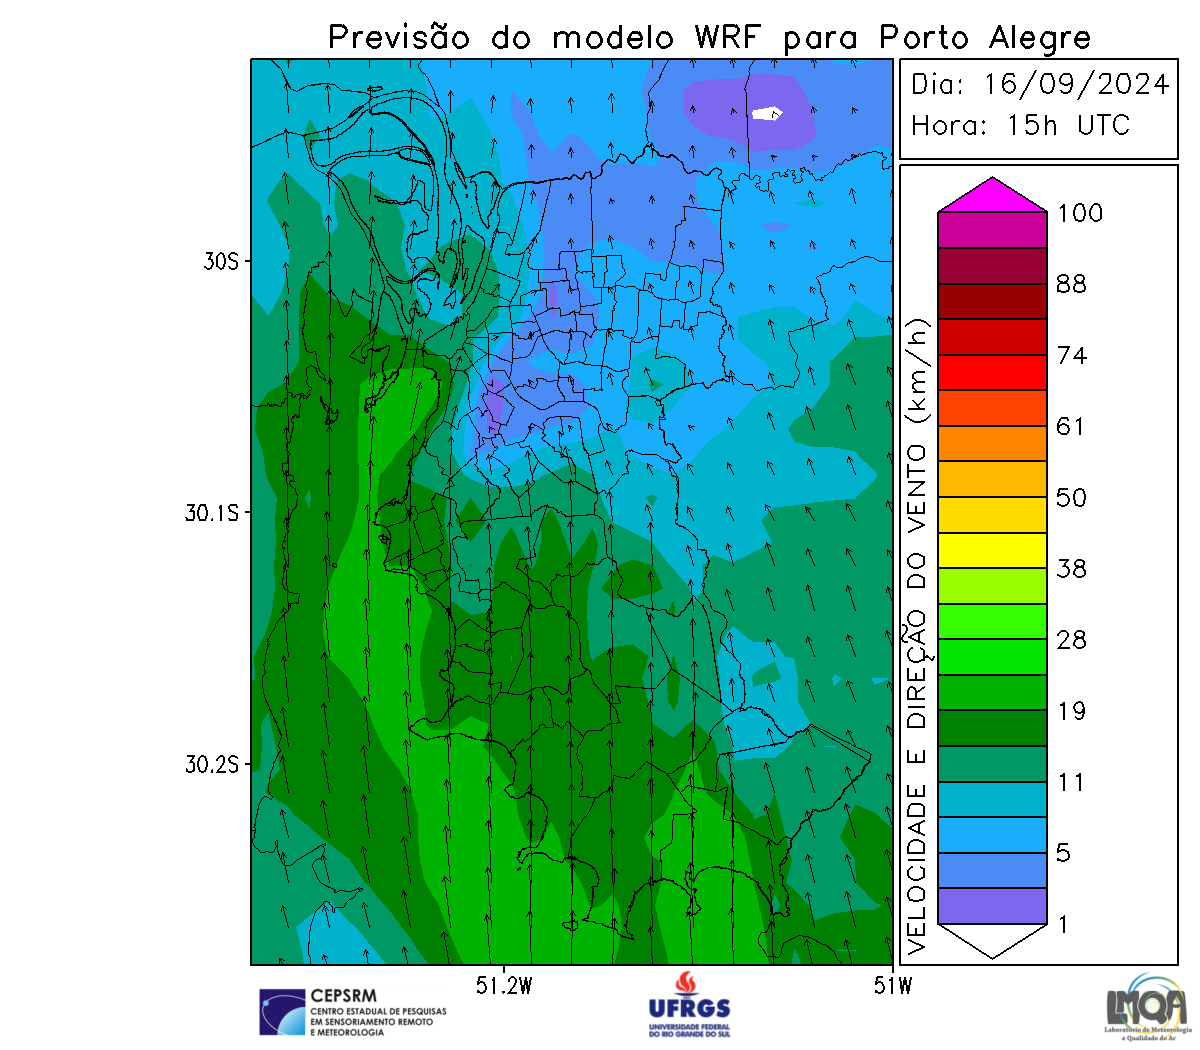 Previsão do modelo WRF para Porto Alegre
Dia: 16/09/2024
Hora: 15h UTC
30S
30.1S
30.2S
51.2W
51W
VELOCIDADE E DIREÇÃO DO VENTO (km/h)
100
88
74
61
50
38
28
19
11
5
1
CEPSRM
CENTRO ESTADUAL DE PESQUISAS
EM SENSORIAMENTO REMOTO
E METEOROLOGIA
UFRGS
UNIVERSIDADE FEDERAL
DO RIO GRANDE DO SUL
LMQA
Laboratório de Meteorologia
e Qualidade do Ar